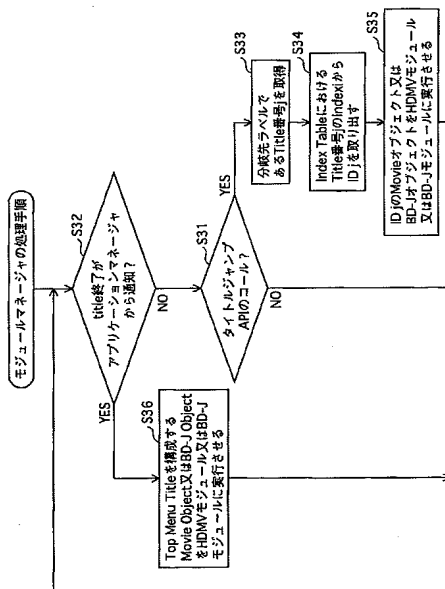 モジュールマネージャの処理手順
S32
title終了が
アプリケーションマネージャ
から通知?
YES
NO
S36
Top Menu Titleを構成する
Movie Object又はBD-J Object
をHDMVモジュール又はBD-J
モジュールに実行させる
S31
タイトルジャンプ
APIのコール?
YES
NO
S33
分岐先ラベルで
あるTitle番号jを取得
S34
Index Tableにおける
Title番号jのIndexiから
ID jを取り出す
S35
ID jのMovieオブジェクト又は
BD-JオブジェクトをHDMVモジュール
又はBD-Jモジュールに実行させる